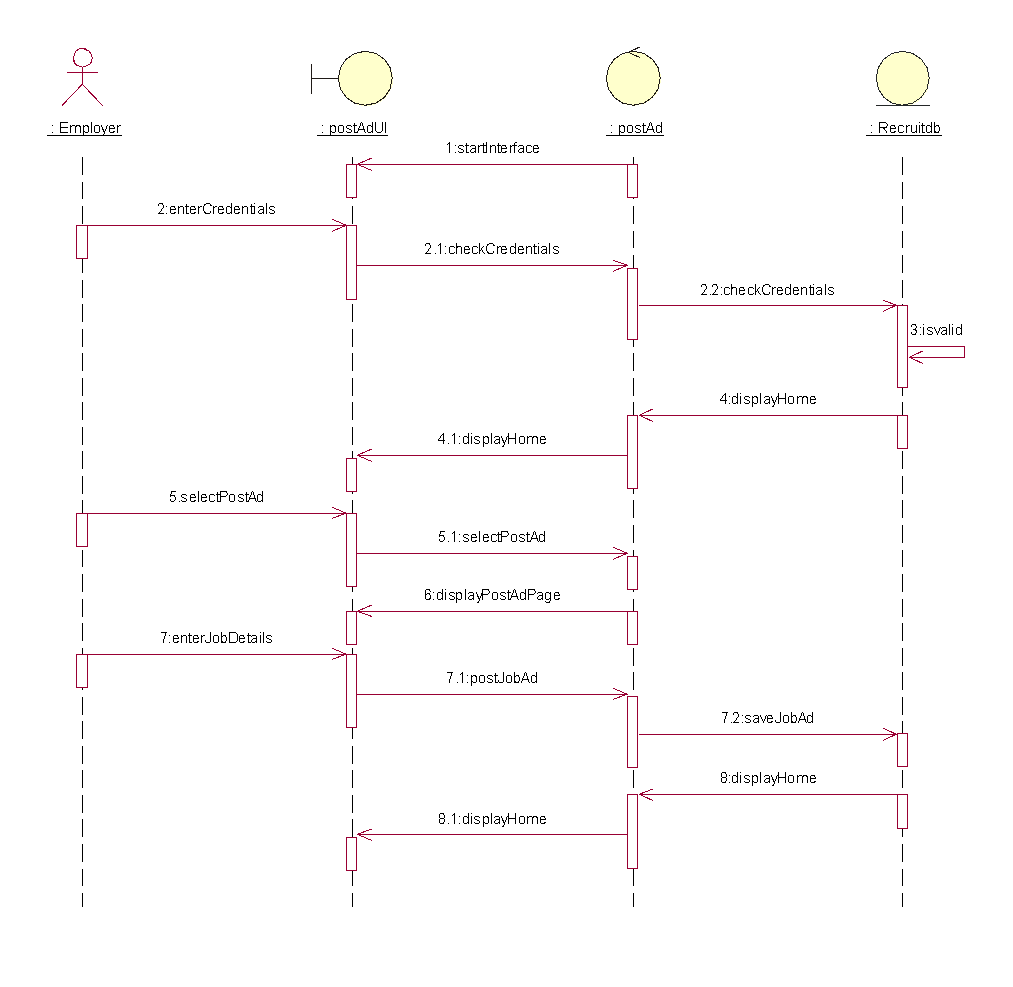 : Employer
: postAdUI
: postAd
: Recruitdb
1:startInterface
2:enterCredentials
2.1:checkCredentials
2.2:checkCredentials
3:isvalid
4:displayHome
4.1:displayHome
5.selectPostAd
5.1:selectPostAd
6:displayPostAdPage
7:enterJobDetails
7.1:postJobAd
7.2:saveJobAd
8:displayHome
8.1:displayHome